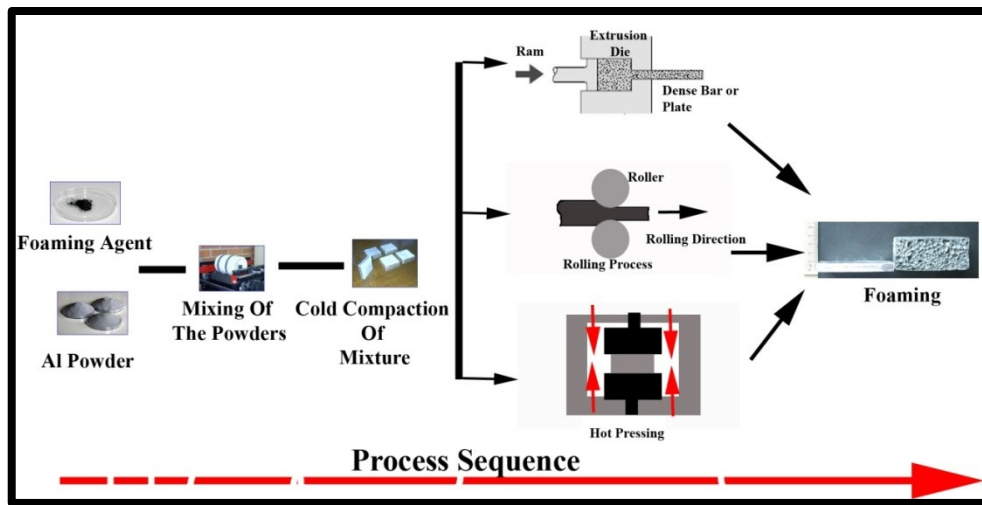 Foaming Agent
Al Powder
Mixing Of
The Powders
Cold Compaction
Of
Mixture
Ram
Extrusion
Die
Dense Bar or
Plate
Roller
Rolling Direction
Rolling Process
Hot Pressing
Foaming
Process Sequence